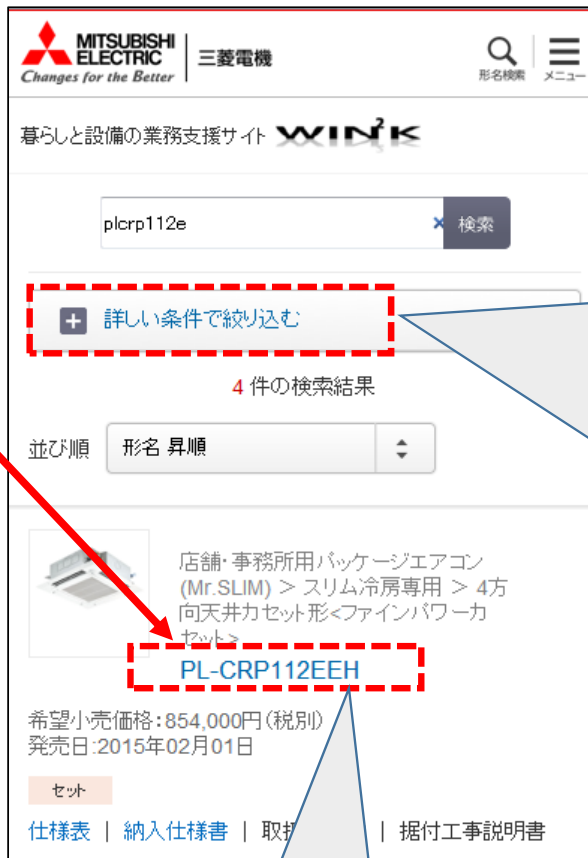 MITSUBISHI
ELECTRIC
Changes for the Better
三菱電機
形名検索
メニュー
暮らしと設備の業務支援サイト WIN²K
plcrp112e
× 検索
+ 詳しい条件で絞り込む
4 件の検索結果
並び順 形名 昇順
店舗・事務所用パッケージエアコン
(Mr.SLIM) > スリム冷房専用 > 4方
向天井カセット形<ファインパワーカ
セット>
PL-CRP112EEH
希望小売価格:854,000円(税別)
発売日:2015年02月01日
セット
仕様表 | 納入仕様書 | 取 | 据付工事説明書